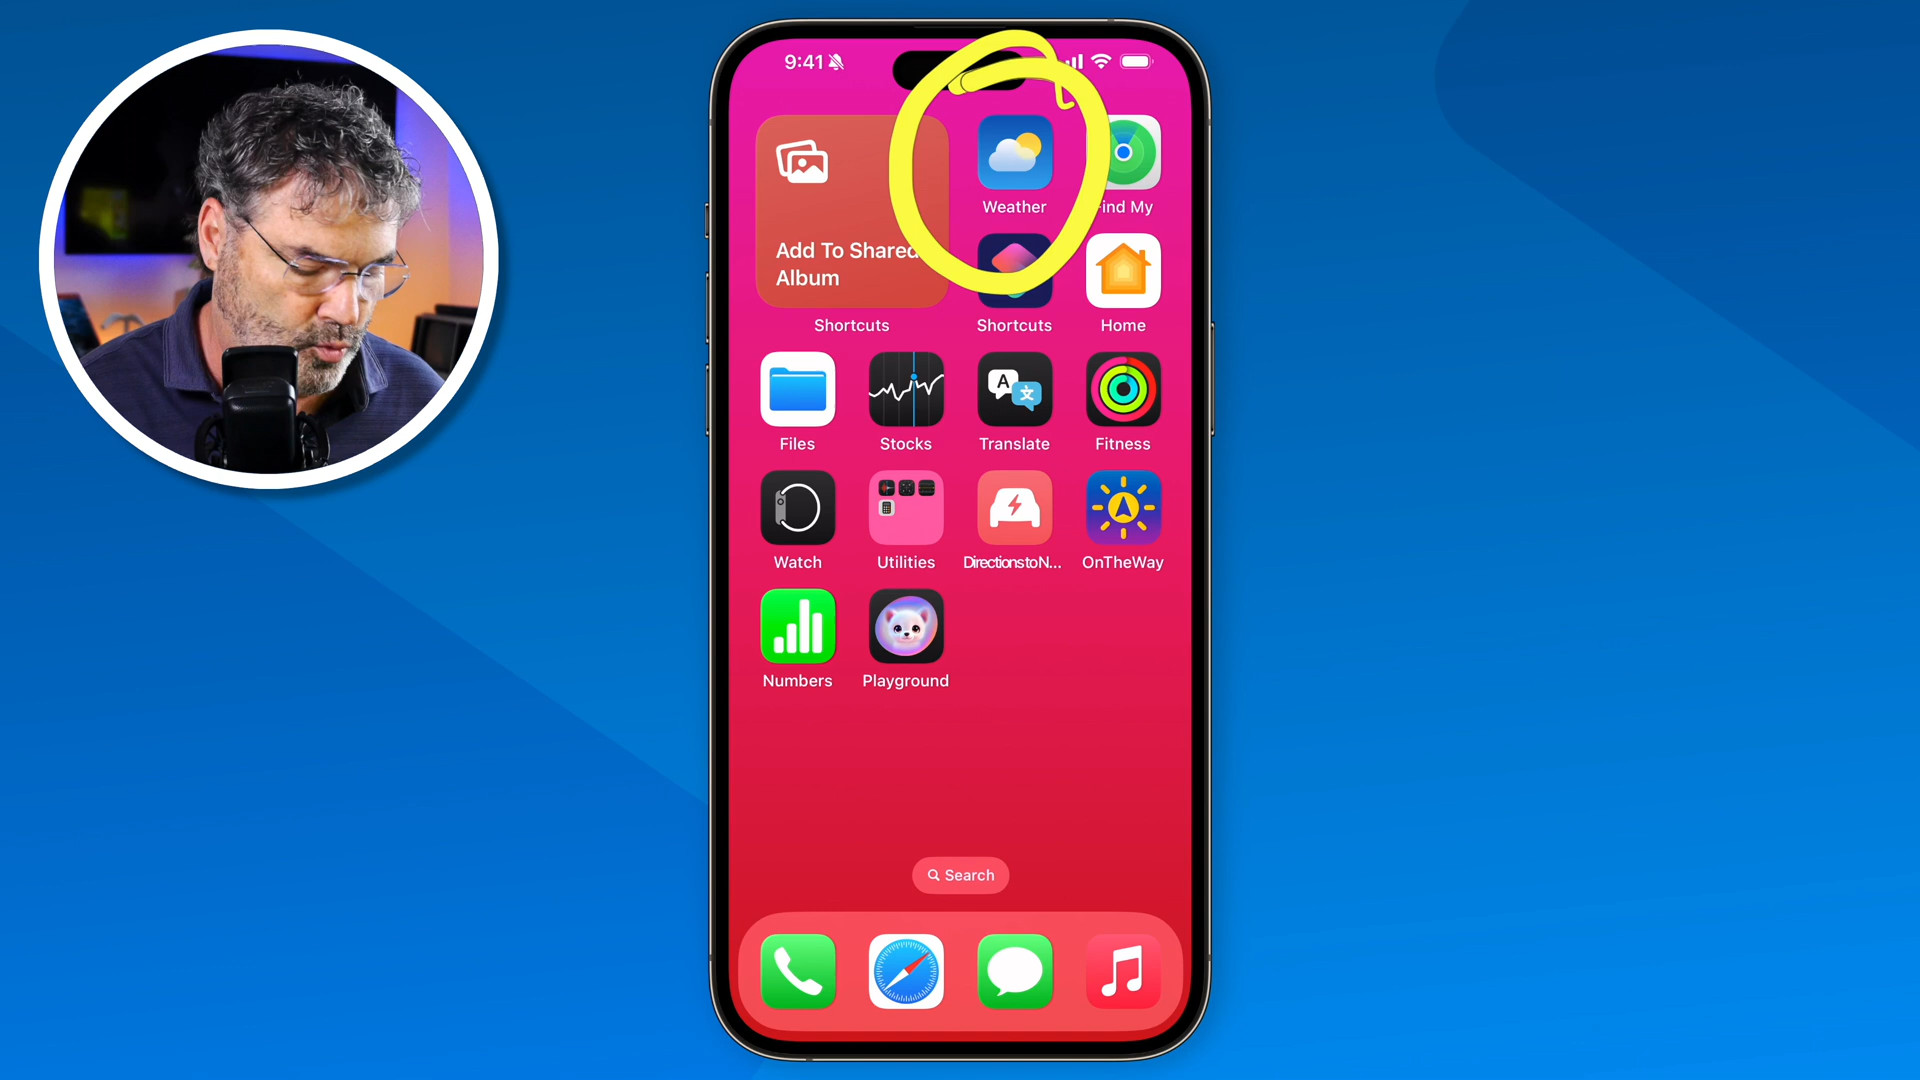 9:41
Weather
Find My
Add To Shared
Album
Shortcuts
Shortcuts
Home
A 文
Files
Stocks
Translate
Fitness
Watch
Utilities
DirectionstoN...
OnTheWay
Numbers
Playground
Search